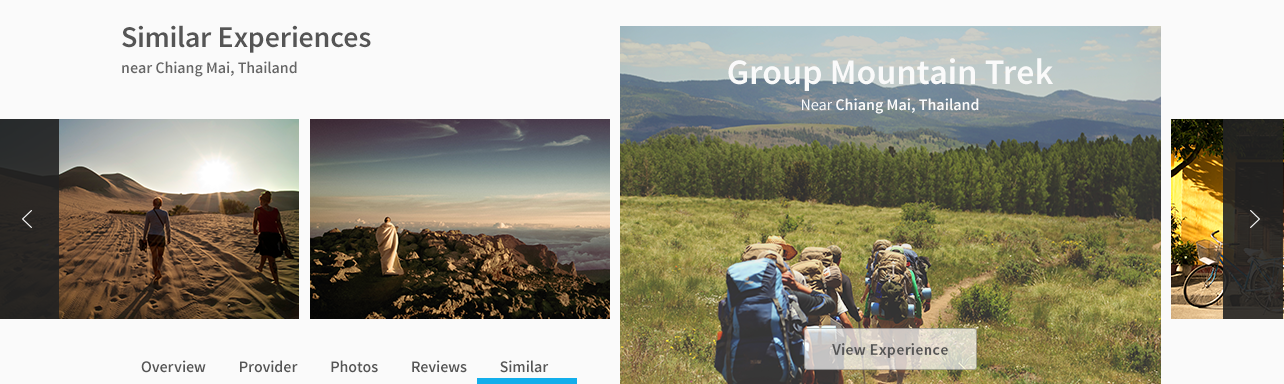 Similar Experiences
near Chiang Mai, Thailand
Group Mountain Trek
Near Chiang Mai, Thailand
View Experience
Overview Provider Photos Reviews Similar